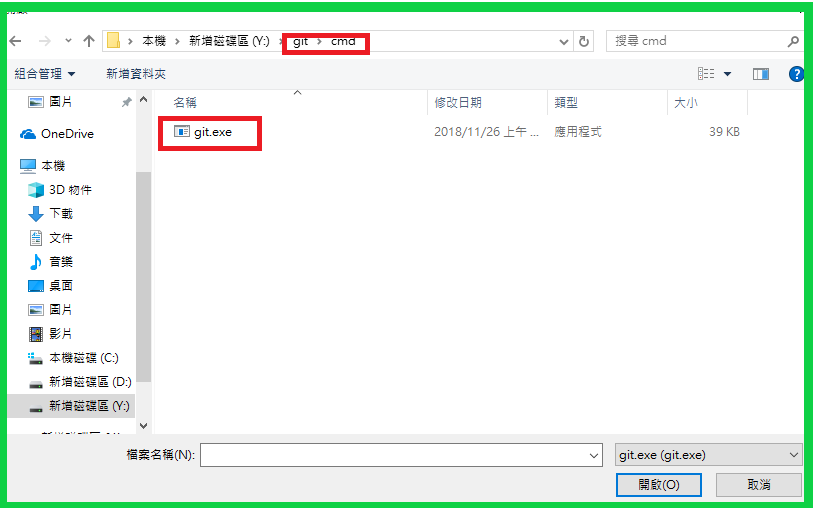 本機 新增磁碟區 (Y:) git cmd 搜尋 cmd
組合管理 新增資料夾
圖片
OneDrive
本機
3D 物件
下載
文件
音樂
桌面
圖片
影片
本機磁碟 (C:)
新增磁碟區 (D:)
新增磁碟區 (Y:)
名稱 修改日期 類型 大小
git.exe 2018/11/26 上午 ... 應用程式 39 KB
檔案名稱(N): git.exe (git.exe)
開啟(O) 取消